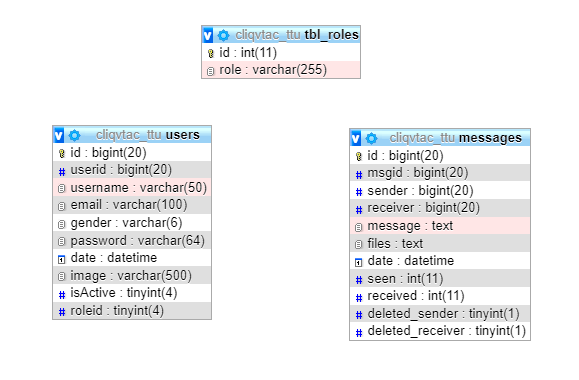 cliqvtac_ttu tbl_roles
id : int(11)
role : varchar(255)
cliqvtac_ttu users
id : bigint(20)
userid : bigint(20)
username : varchar(50)
email : varchar(100)
gender : varchar(6)
password : varchar(64)
date : datetime
image : varchar(500)
isActive : tinyint(4)
roleid : tinyint(4)
cliqvtac_ttu messages
id : bigint(20)
msgid : bigint(20)
sender : bigint(20)
receiver : bigint(20)
message : text
files : text
date : datetime
seen : int(11)
received : int(11)
deleted_sender : tinyint(1)
deleted_receiver : tinyint(1)